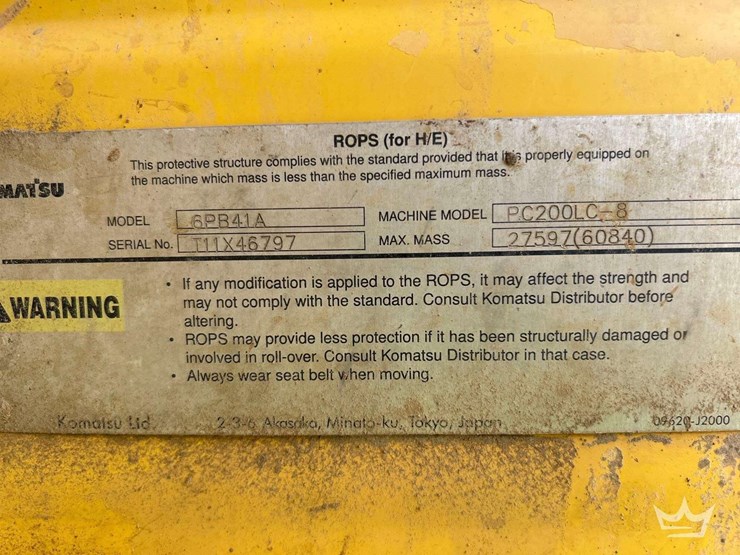 ROPS (for H/E)
This protective structure complies with the standard provided that it is properly equipped on
the machine which mass is less than the specified maximum mass.
MATSU
MODEL 6PB41A MACHINE MODEL PC200LC-8
SERIAL No. T11X46797 MAX. MASS 27597(60840)
WARNING
• If any modification is applied to the ROPS, it may affect the strength and
may not comply with the standard. Consult Komatsu Distributor before
altering.
• ROPS may provide less protection if it has been structurally damaged or
involved in roll-over. Consult Komatsu Distributor in that case.
• Always wear seat belt when moving.
Komatsu Ltd. 2-3-6 Akasaka, Minato-ku, Tokyo, Japan 09620-J2000